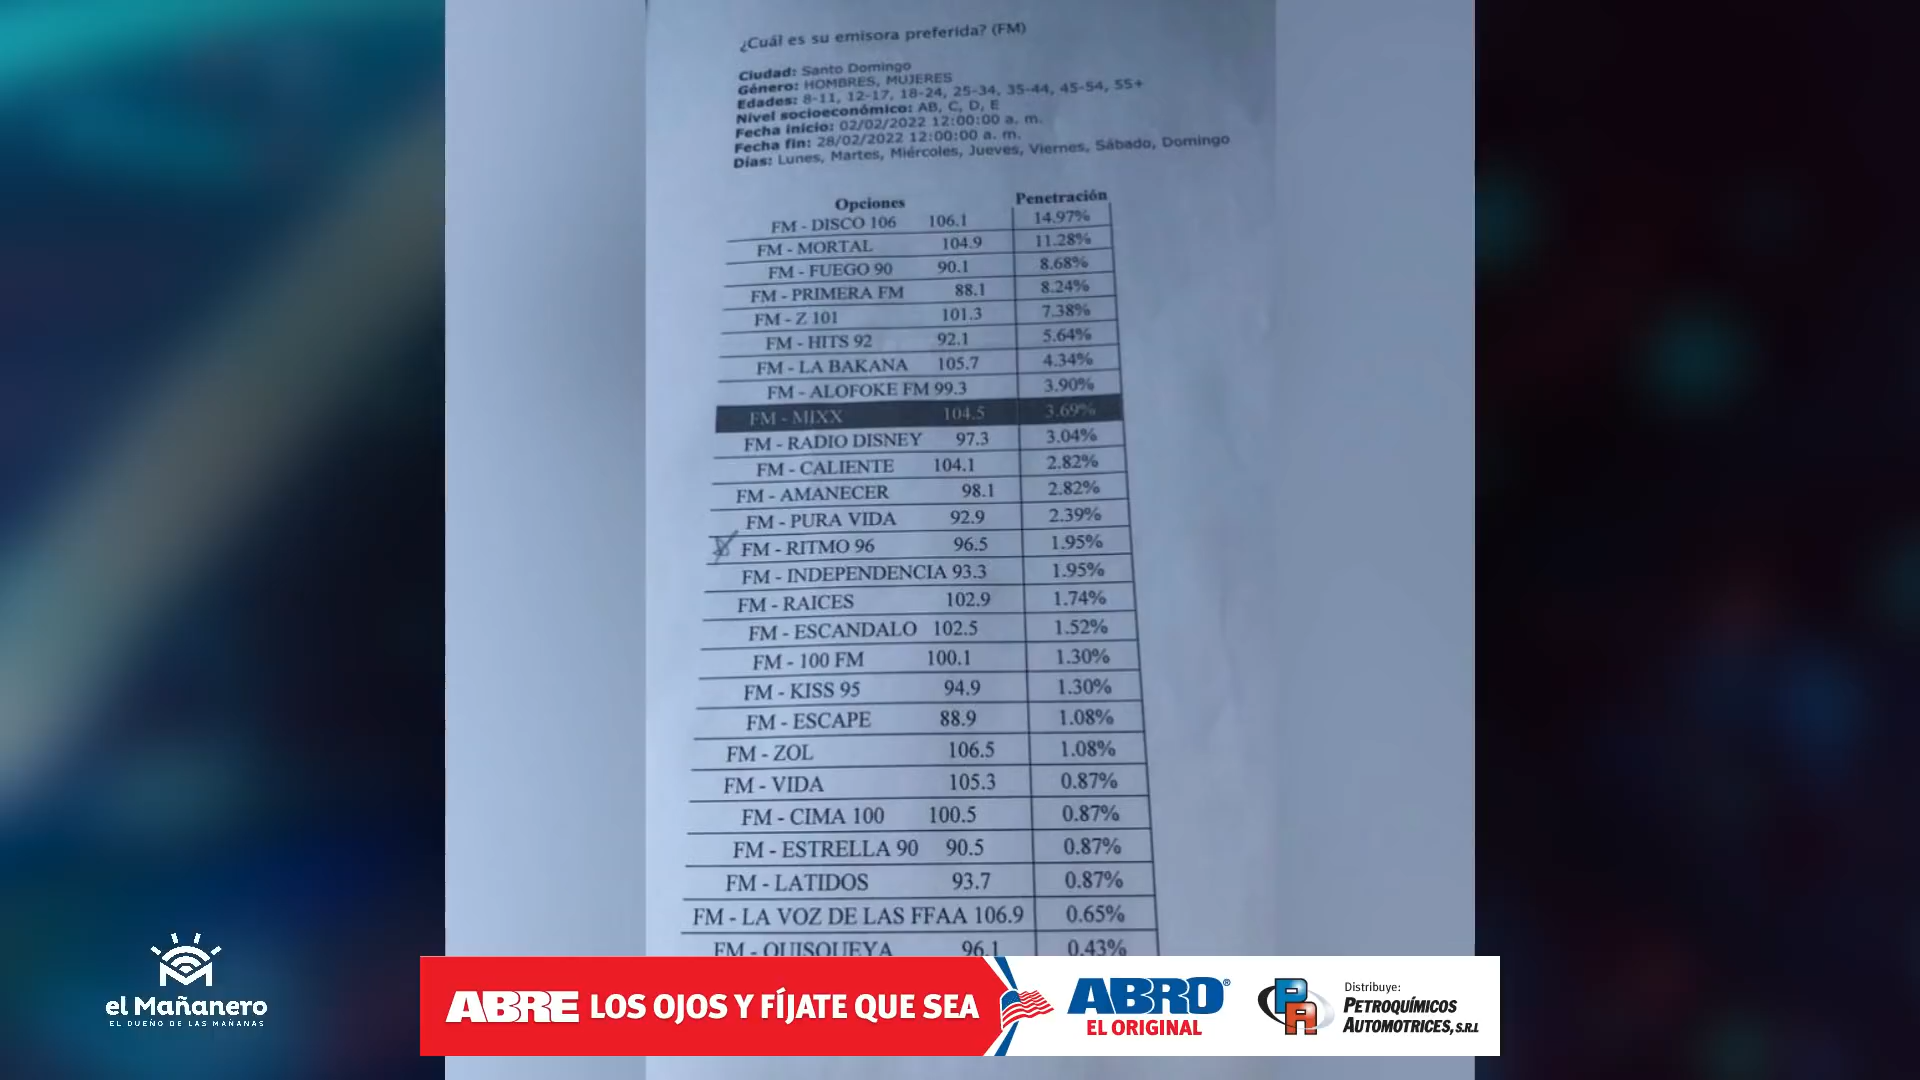 ¿Cuál es su emisora preferida? (FM)
Ciudad: Santo Domingo
Género: HOMBRES, MUJERES
Edades: 8-11, 12-17, 18-24, 25-34, 35-44, 45-54, 55+
Nivel socioeconómico: AB, C, D, E
Fecha inicio: 02/02/2022 12:00:00 a. m.
Fecha fin: 28/02/2022 12:00:00 a. m.
Días: Lunes, Martes, Miércoles, Jueves, Viernes, Sábado, Domingo
Opciones Penetración
FM - DISCO 106 106.1 14.97%
FM - MORTAL 104.9 11.28%
FM - FUEGO 90 90.1 8.68%
FM - PRIMERA FM 88.1 8.24%
FM - Z 101 101.3 7.38%
FM - HITS 92 92.1 5.64%
FM - LA BAKANA 105.7 4.34%
FM - ALOFOKE FM 99.3 3.90%
FM - MIXX 104.5 3.69%
FM - RADIO DISNEY 97.3 3.04%
FM - CALIENTE 104.1 2.82%
FM - AMANECER 98.1 2.82%
FM - PURA VIDA 92.9 2.39%
FM - RITMO 96 96.5 1.95%
FM - INDEPENDENCIA 93.3 1.95%
FM - RAICES 102.9 1.74%
FM - ESCANDALO 102.5 1.52%
FM - 100 FM 100.1 1.30%
FM - KISS 95 94.9 1.30%
FM - ESCAPE 88.9 1.08%
FM - ZOL 106.5 1.08%
FM - VIDA 105.3 0.87%
FM - CIMA 100 100.5 0.87%
FM - ESTRELLA 90 90.5 0.87%
FM - LATIDOS 93.7 0.87%
FM - LA VOZ DE LAS FFAA 106.9 0.65%
FM - QUISQUEYA 96.1 0.43%
el Mañanero
EL DUEÑO DE LAS MAÑANAS
ABRE LOS OJOS Y FÍJATE QUE SEA
ABRO®
EL ORIGINAL
PA
Distribuye:
PETROQUÍMICOS
AUTOMOTRICES, S.R.L